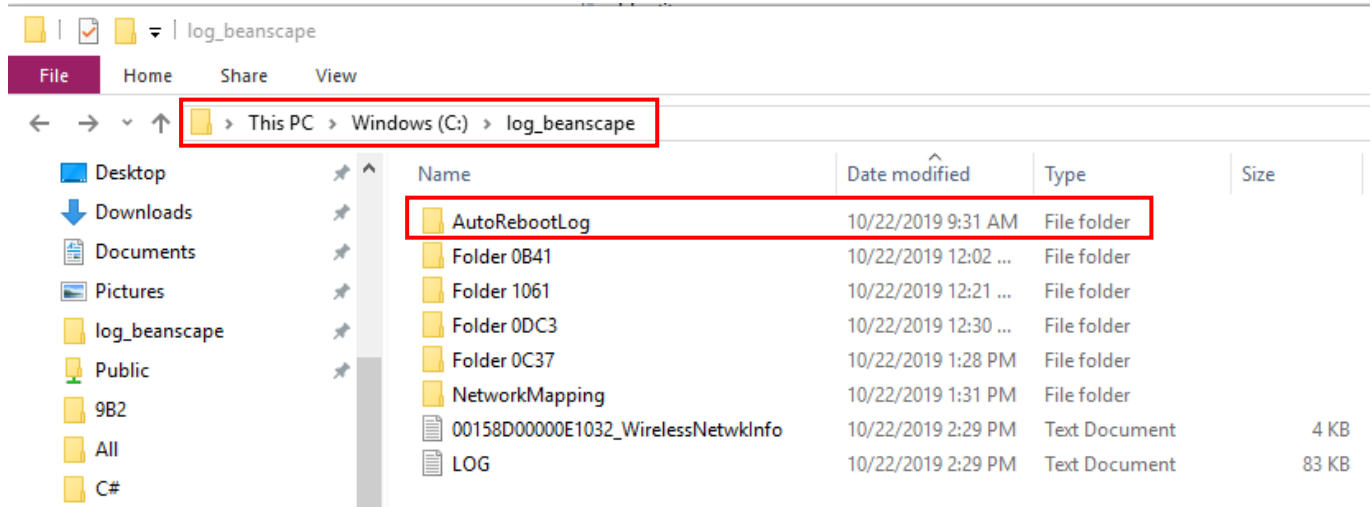 log_beanscape
File Home Share View
This PC > Windows (C:) > log_beanscape
Name Date modified Type Size
Desktop
Downloads
Documents
Pictures
log_beanscape
Public
9B2
All
C#
AutoRebootLog 10/22/2019 9:31 AM File folder
Folder 0B41 10/22/2019 12:02 ... File folder
Folder 1061 10/22/2019 12:21 ... File folder
Folder 0DC3 10/22/2019 12:30 ... File folder
Folder 0C37 10/22/2019 1:28 PM File folder
NetworkMapping 10/22/2019 1:31 PM File folder
00158D00000E1032_WirelessNetwkInfo 10/22/2019 2:29 PM Text Document 4 KB
LOG 10/22/2019 2:29 PM Text Document 83 KB